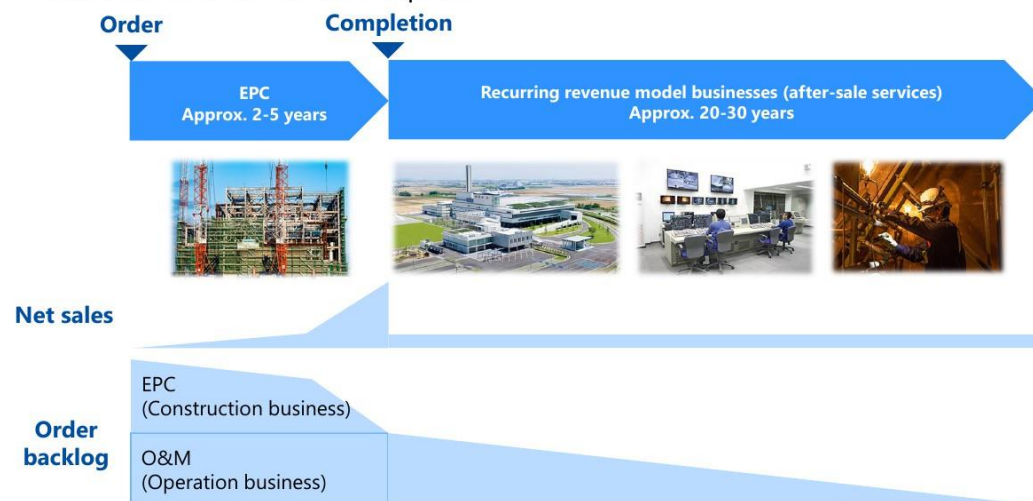 Order
Completion
EPC
Approx. 2-5 years
Recurring revenue model businesses (after-sale services)
Approx. 20-30 years
Net sales
EPC
(Construction business)
Order
backlog
O&M
(Operation business)